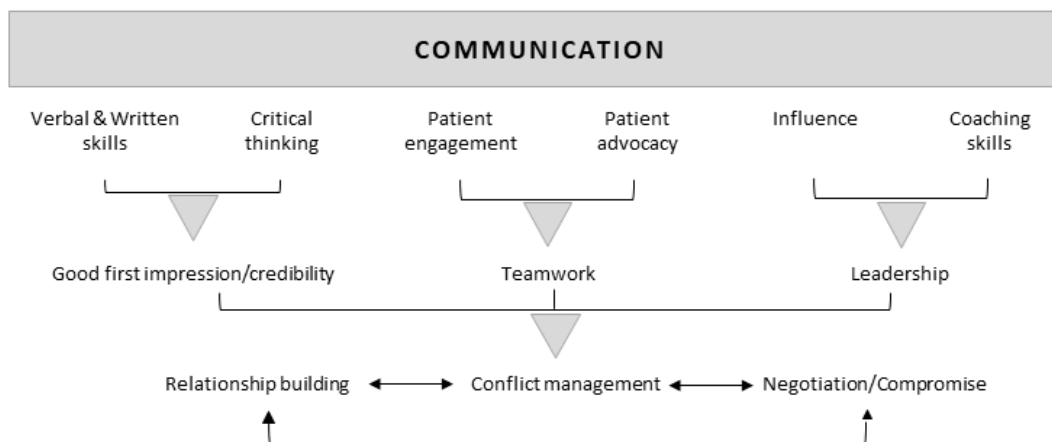 COMMUNICATION
Verbal & Written
skills
Critical
thinking
Patient
engagement
Patient
advocacy
Influence
Coaching
skills
Good first impression/credibility
Teamwork
Leadership
Relationship building
Conflict management
Negotiation/Compromise